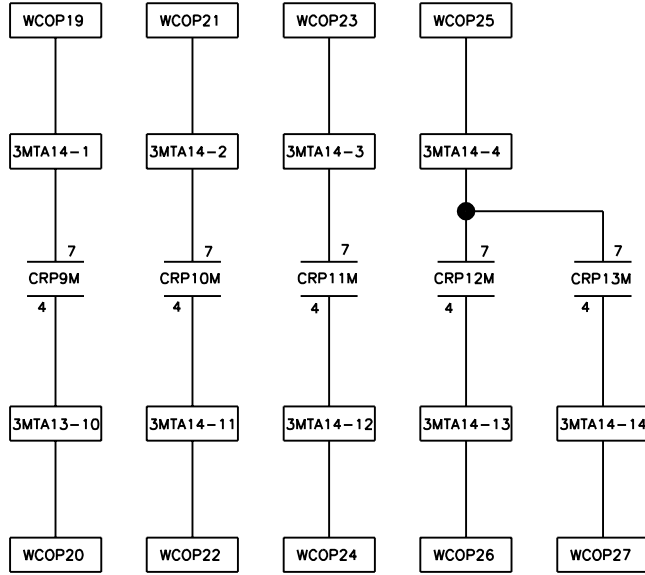 WCOP19 WCOP21 WCOP23 WCOP25
3MTA14-1 3MTA14-2 3MTA14-3 3MTA14-4
7 7 7 7 7
CRP9M CRP10M CRP11M CRP12M CRP13M
4 4 4 4 4
3MTA13-10 3MTA14-11 3MTA14-12 3MTA14-13 3MTA14-14
WCOP20 WCOP22 WCOP24 WCOP26 WCOP27